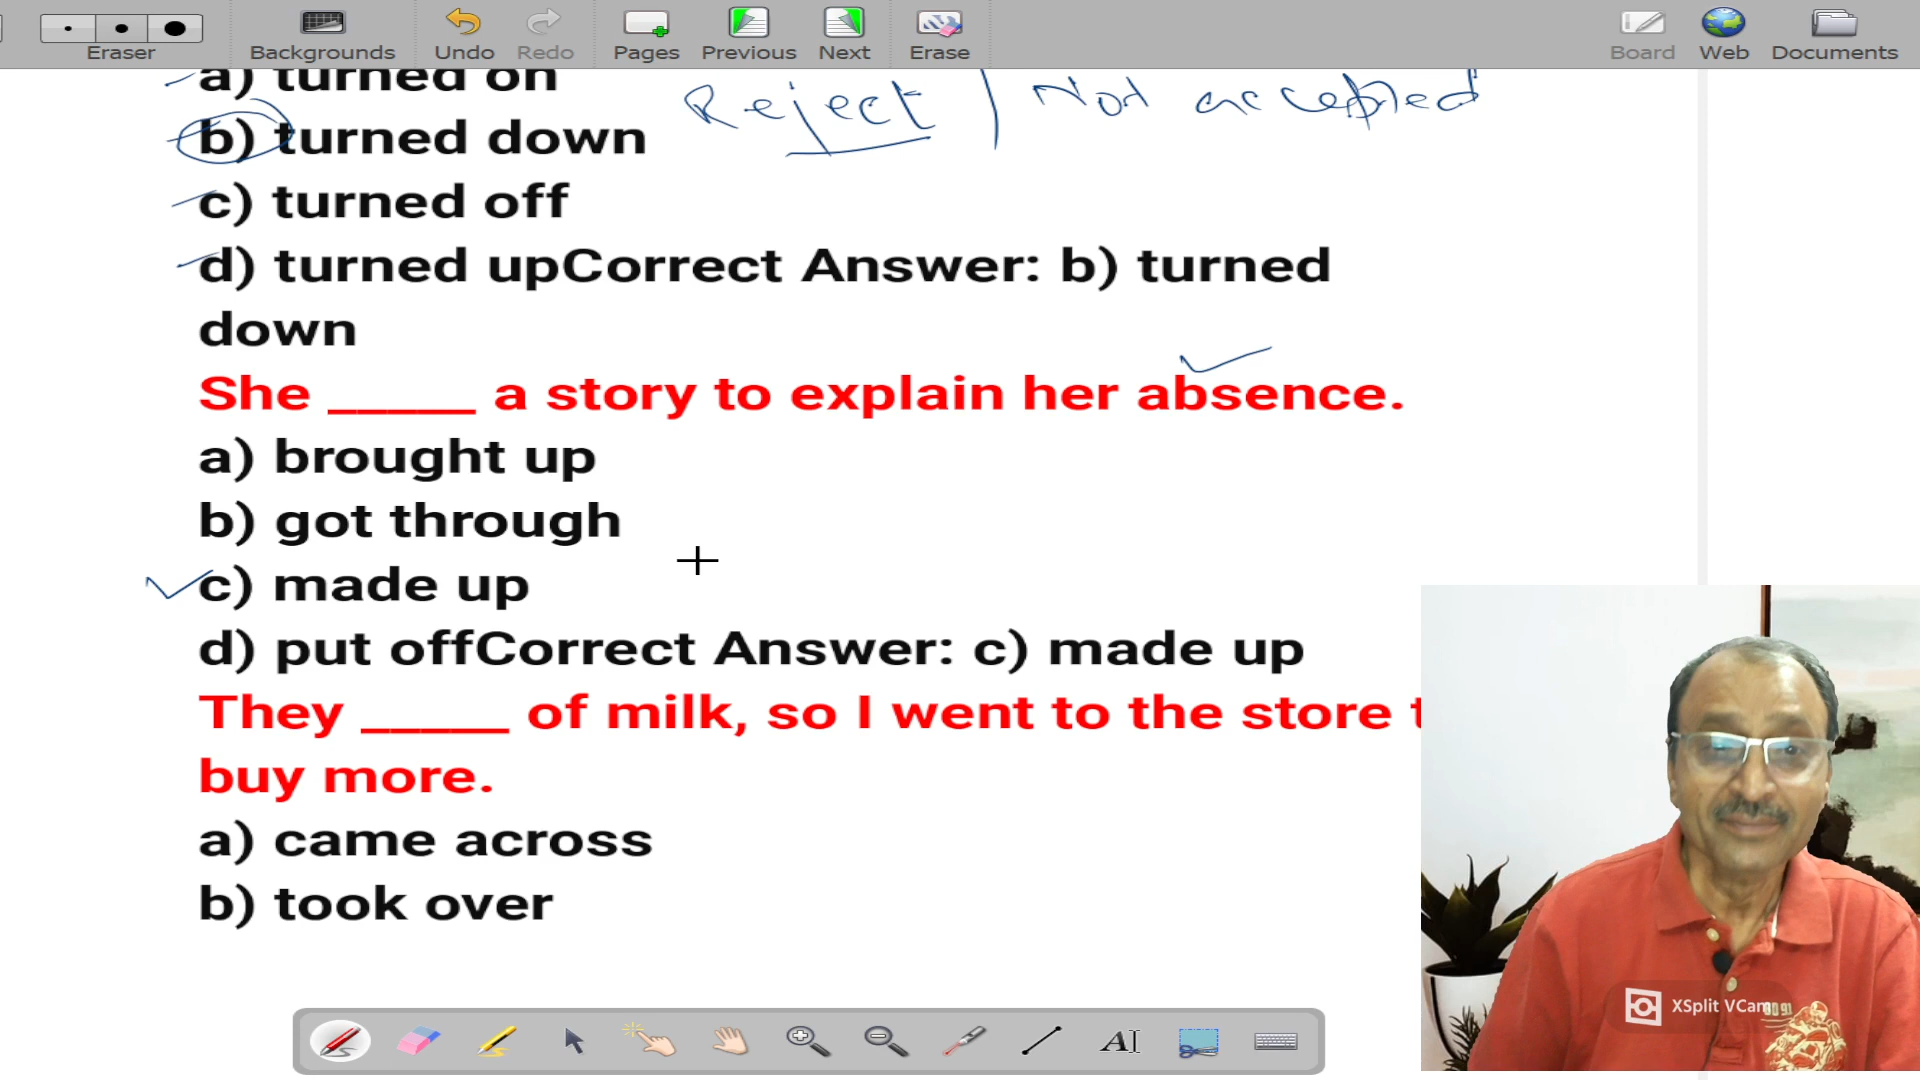 Eraser
Backgrounds
Undo
Redo
Pages
Previous
Next
Erase
Board
Web
Documents
a) turned on
Reject | Not accepted
b) turned down
c) turned off
d) turned upCorrect Answer: b) turned
down
She _____ a story to explain her absence.
a) brought up
b) got through
c) made up
d) put offCorrect Answer: c) made up
They _____ of milk, so I went to the store t
buy more.
a) came across
b) took over
XSplit VCam